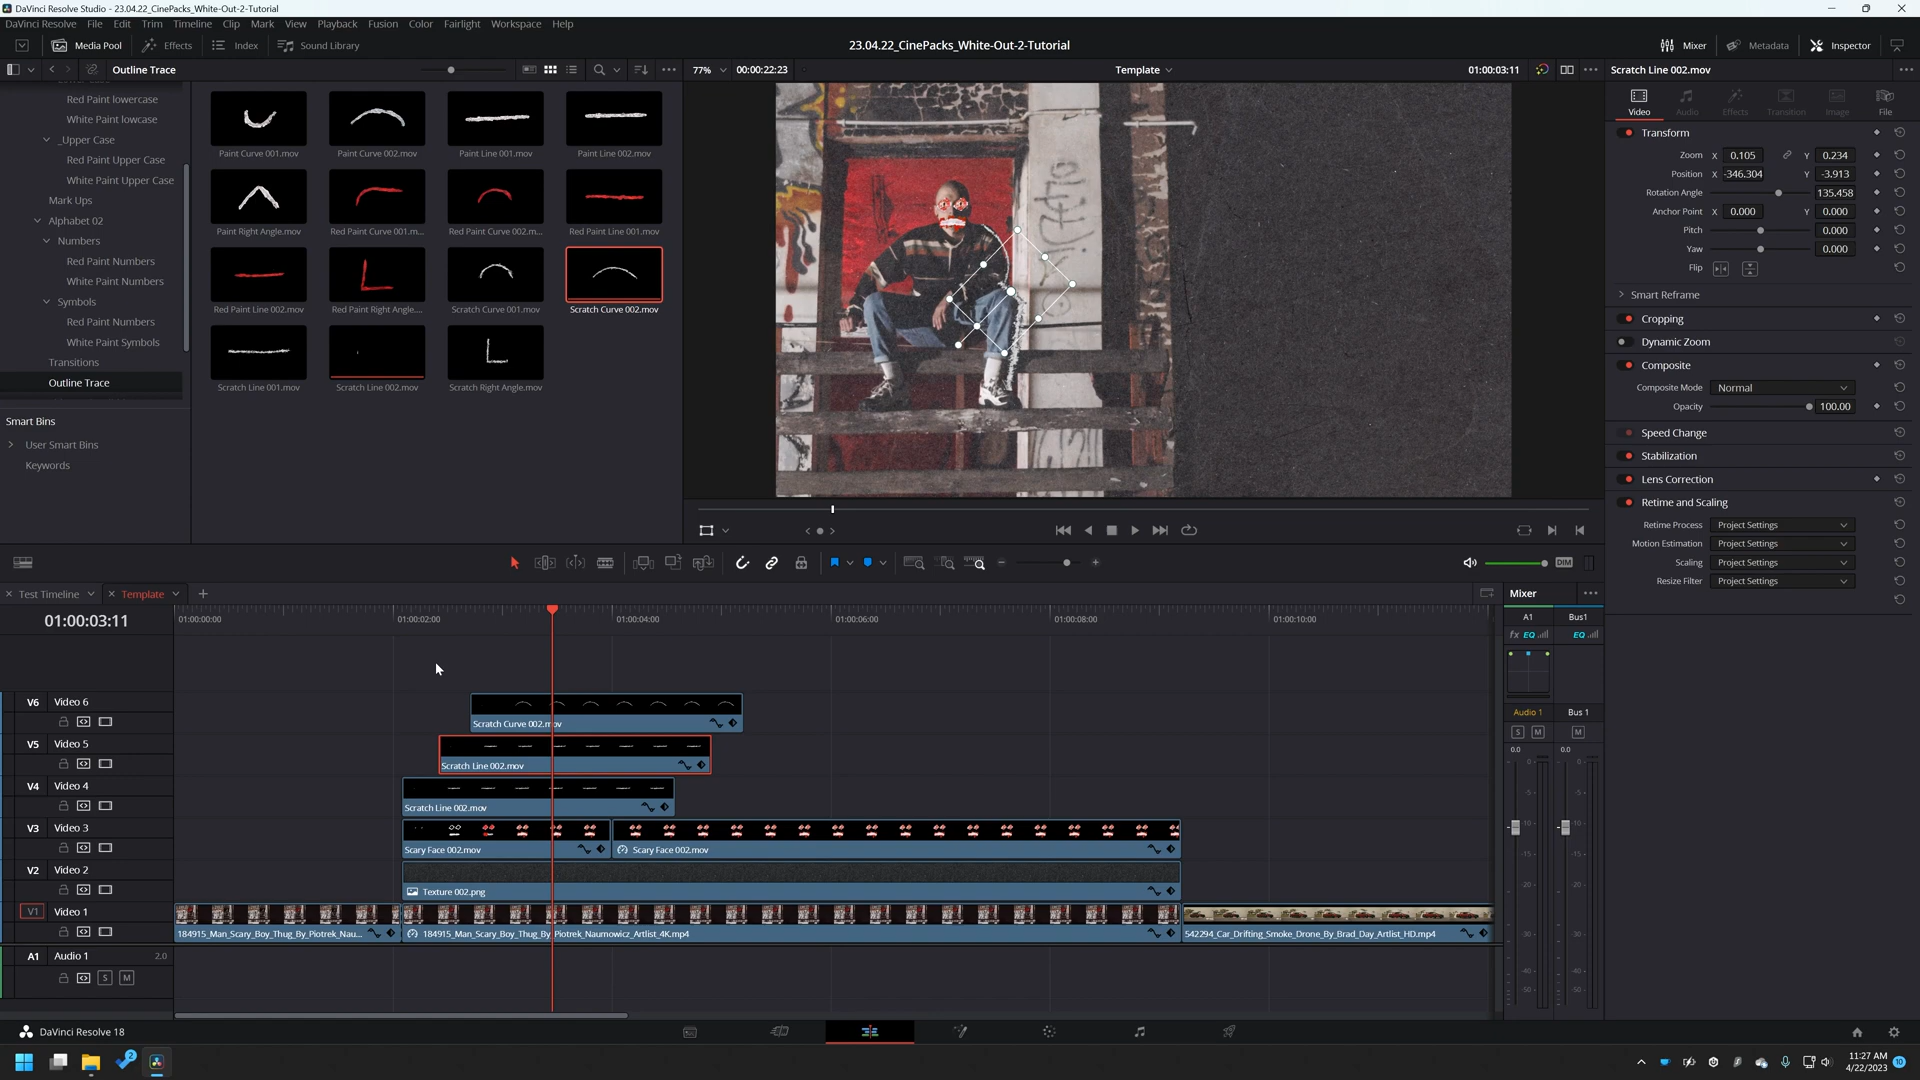 DaVinci Resolve Studio - 23.04.22_CinePacks_White-Out-2-Tutorial
DaVinci Resolve File Edit Trim Timeline Clip Mark View Playback Fusion Color Fairlight Workspace Help
Media Pool Effects Index Sound Library
23.04.22_CinePacks_White-Out-2-Tutorial
Mixer Metadata Inspector
Outline Trace
77% 00:00:22:23 Template 01:00:03:11
Scratch Line 002.mov
Red Paint lowercase
White Paint lowcase
_Upper Case
Red Paint Upper Case
White Paint Upper Case
Mark Ups
Alphabet 02
Numbers
Red Paint Numbers
White Paint Numbers
Symbols
Red Paint Numbers
White Paint Symbols
Transitions
Outline Trace
Smart Bins
User Smart Bins
Keywords
Paint Curve 001.mov Paint Curve 002.mov Paint Line 001.mov Paint Line 002.mov
Paint Right Angle.mov Red Paint Curve 001.m... Red Paint Curve 002.m... Red Paint Line 001.mov
Red Paint Line 002.mov Red Paint Right Angle.... Scratch Curve 001.mov Scratch Curve 002.mov
Scratch Line 001.mov Scratch Line 002.mov Scratch Right Angle.mov
Video Audio Effects Transition Image File
Transform
Zoom X 0.105 Y 0.234
Position X -346.304 Y -3.913
Rotation Angle 135.458
Anchor Point X 0.000 Y 0.000
Pitch 0.000
Yaw 0.000
Flip
Smart Reframe
Cropping
Dynamic Zoom
Composite
Composite Mode Normal
Opacity 100.00
Speed Change
Stabilization
Lens Correction
Retime and Scaling
Retime Process Project Settings
Motion Estimation Project Settings
Scaling Project Settings
Resize Filter Project Settings
DIM
Test Timeline Template
01:00:03:11
01:00:00:00 01:00:02:00 01:00:04:00 01:00:06:00 01:00:08:00 01:00:10:00
V6 Video 6
Scratch Curve 002.mov
V5 Video 5
Scratch Line 002.mov
V4 Video 4
Scratch Line 002.mov
V3 Video 3
Scary Face 002.mov Scary Face 002.mov
V2 Video 2
Texture 002.png
V1 Video 1
184915_Man_Scary_Boy_Thug_By_Piotrek_Nau... 184915_Man_Scary_Boy_Thug_By_Piotrek_Naumowicz_Artlist_4K.mp4 542294_Car_Drifting_Smoke_Drone_By_Brad_Day_Artlist_HD.mp4
A1 Audio 1 2.0
S M
Mixer
A1 Bus1
fx EQ EQ
Audio 1 Bus 1
S M M
0.0 0.0
DaVinci Resolve 18
2
11:27 AM
4/22/2023
10